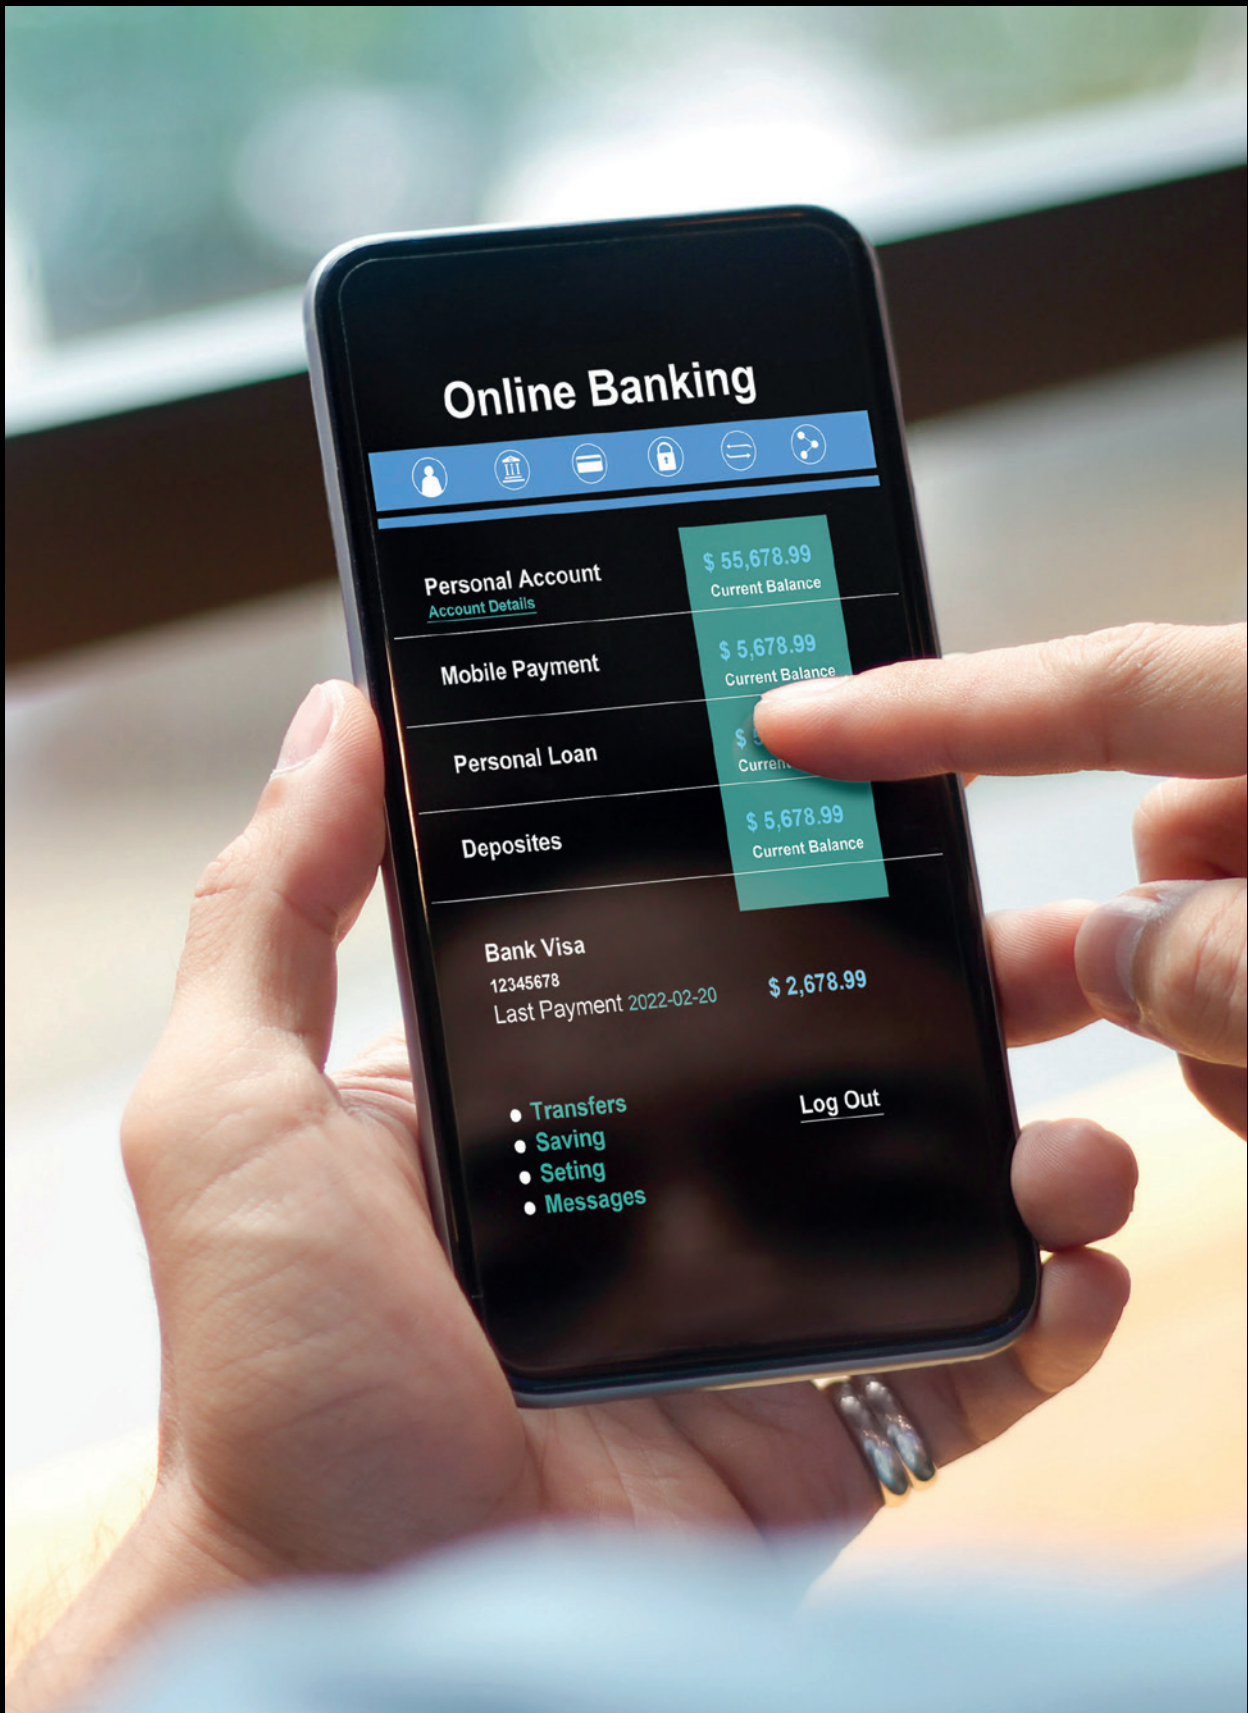 Online Banking
Personal Account
Account Details
$ 55,678.99
Current Balance
Mobile Payment
$ 5,678.99
Current Balance
Personal Loan
$
Deposites
$ 5,678.99
Current Balance
Bank Visa
12345678
Last Payment 2022-02-20
$ 2,678.99
Transfers
Saving
Seting
Messages
Log Out